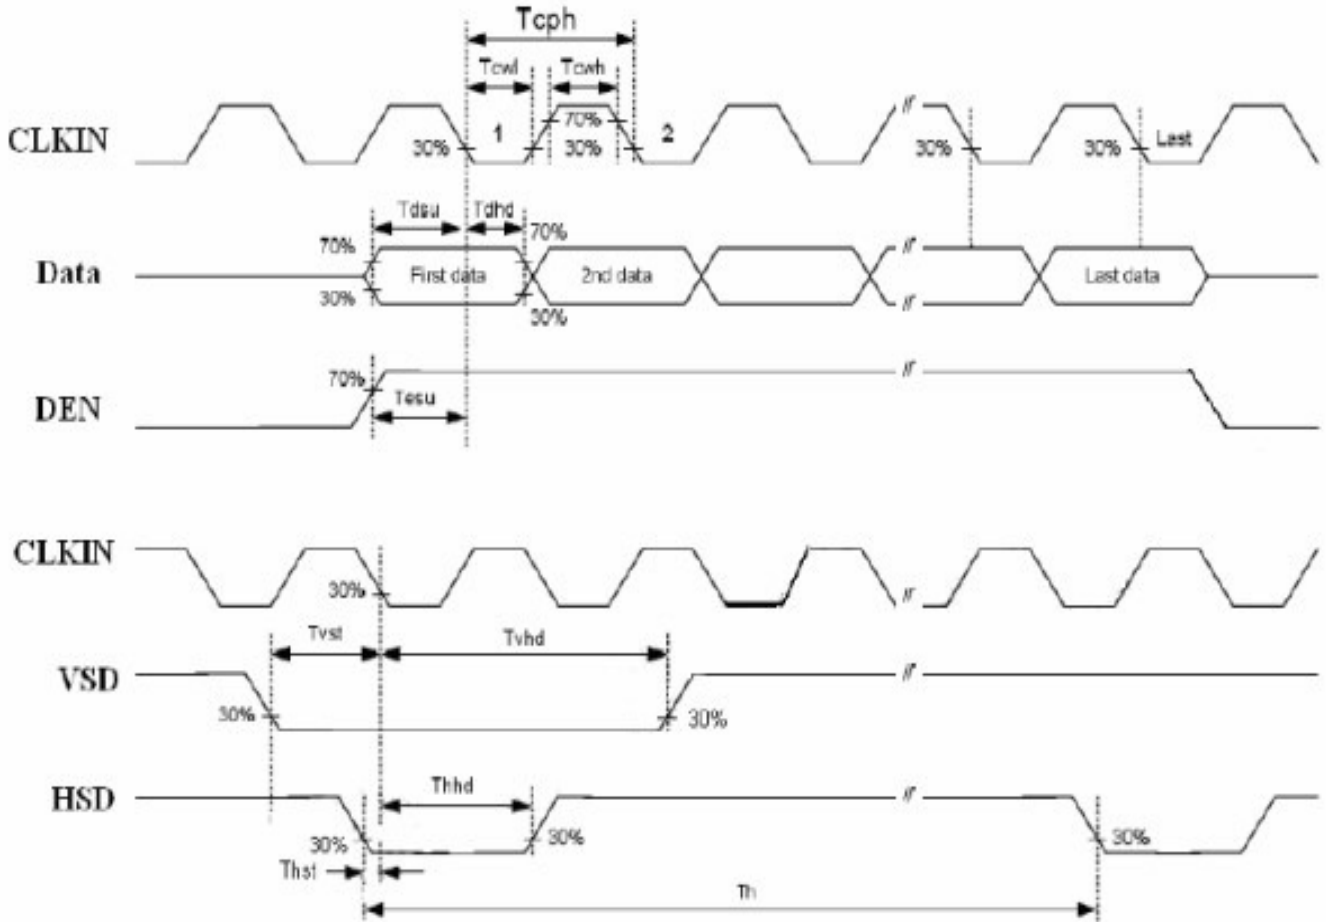 Tcph
Tcwl Tcwh
CLKIN 30% 1 70% 30% 2 30% 30% Last
Tdsu Tdhd
70% 70%
Data First data 2nd data Last data
30% 30%
70%
DEN Tesu
CLKIN 30%
Tvst Tvhd
VSD 30% 30%
HSD Thhd
30% 30% 30%
Thst
Th